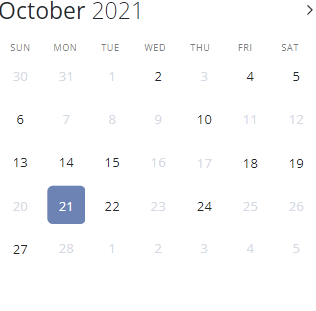 October 2021 >
SUN MON TUE WED THU FRI SAT
30 31 1 2 3 4 5
6 7 8 9 10 11 12
13 14 15 16 17 18 19
20 21 22 23 24 25 26
27 28 1 2 3 4 5